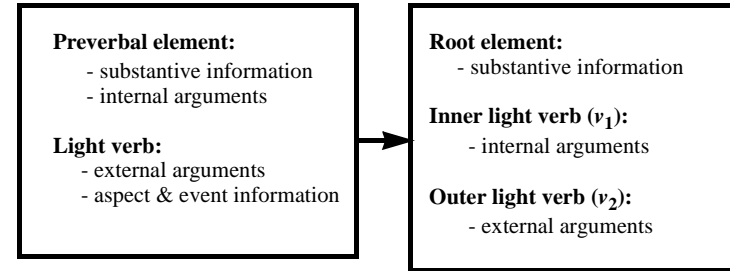 Preverbal element:
- substantive information
- internal arguments
Light verb:
- external arguments
- aspect & event information
Root element:
- substantive information
Inner light verb (v1):
- internal arguments
Outer light verb (v2):
- external arguments